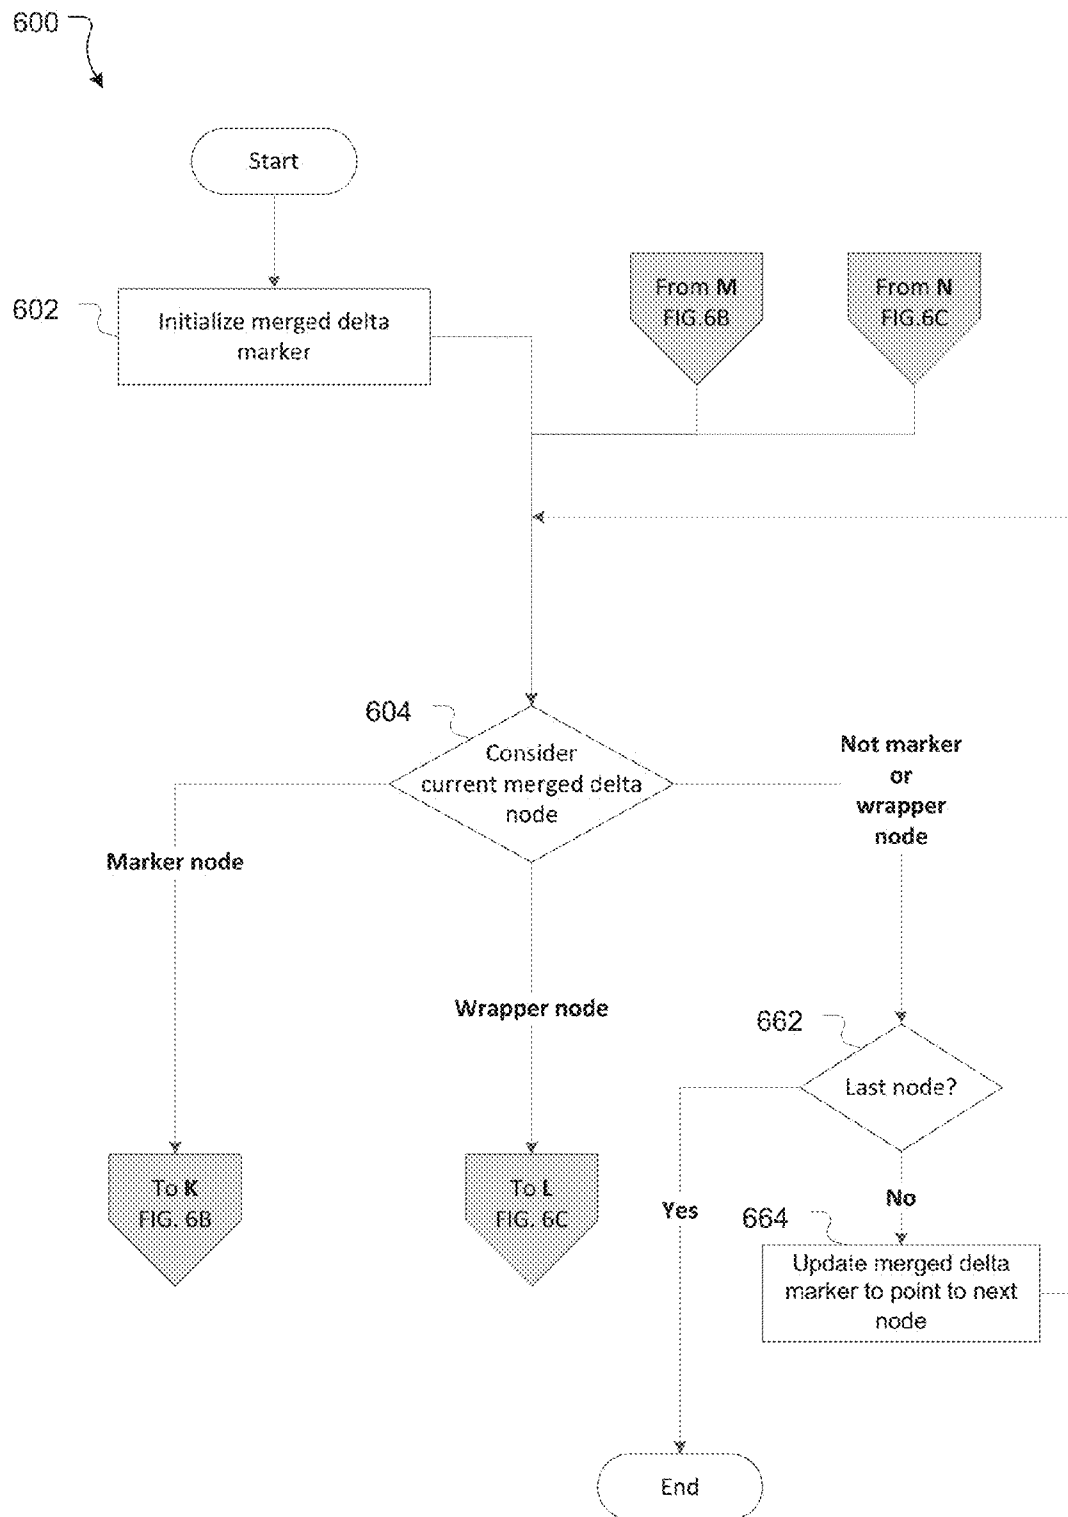 600
Start
602
Initialize merged delta
marker
From M
FIG.6B
From N
FIG.6C
604
Consider
current merged delta
node
Not marker
or
wrapper
node
Marker node
Wrapper node
662
Last node?
To K
FIG. 6B
To L
FIG. 6C
Yes
No
664
Update merged delta
marker to point to next
node
End